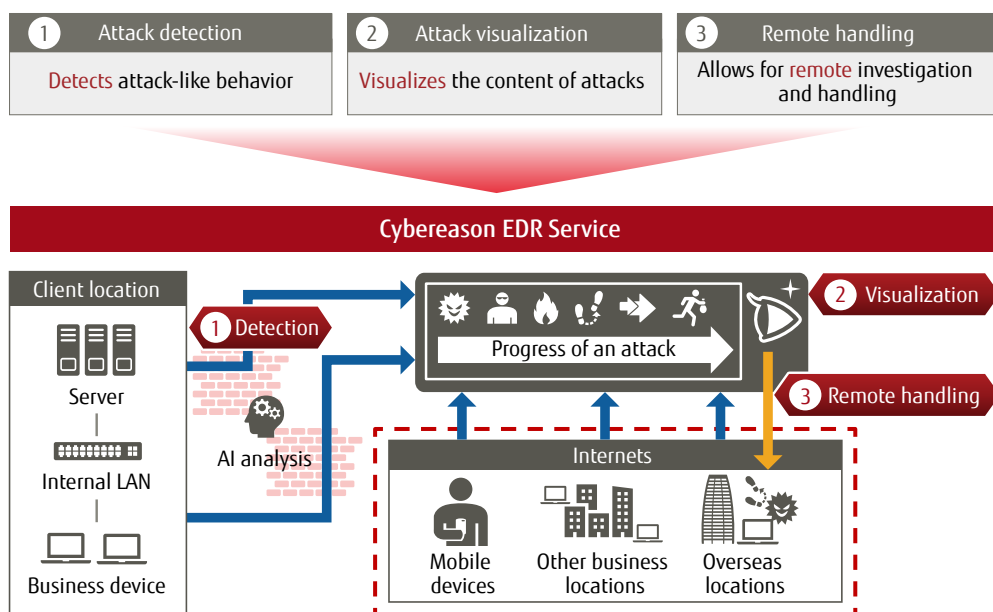 1 Attack detection
Detects attack-like behavior
2 Attack visualization
Visualizes the content of attacks
3 Remote handling
Allows for remote investigation
and handling
Cybereason EDR Service
Client location
Server
Internal LAN
Business device
1 Detection
AI analysis
Progress of an attack
2 Visualization
3 Remote handling
Internets
Mobile
devices
Other business
locations
Overseas
locations